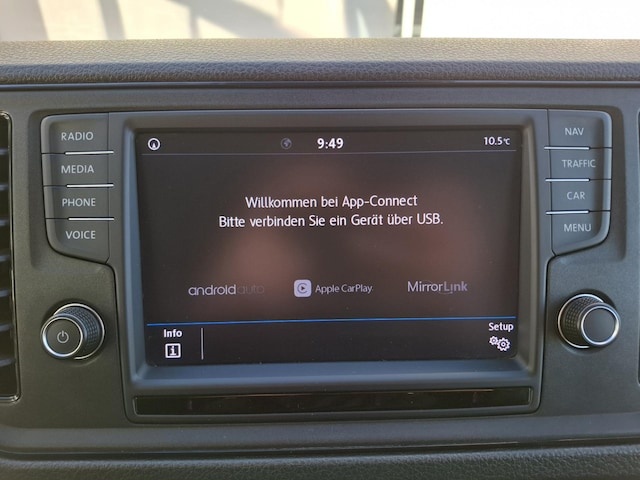 RADIO
MEDIA
PHONE
VOICE
9:49
10.5°C
Willkommen bei App-Connect
Bitte verbinden Sie ein Gerät über USB.
androidauto
Apple CarPlay
MirrorLink
Info
Setup
NAV
TRAFFIC
CAR
MENU